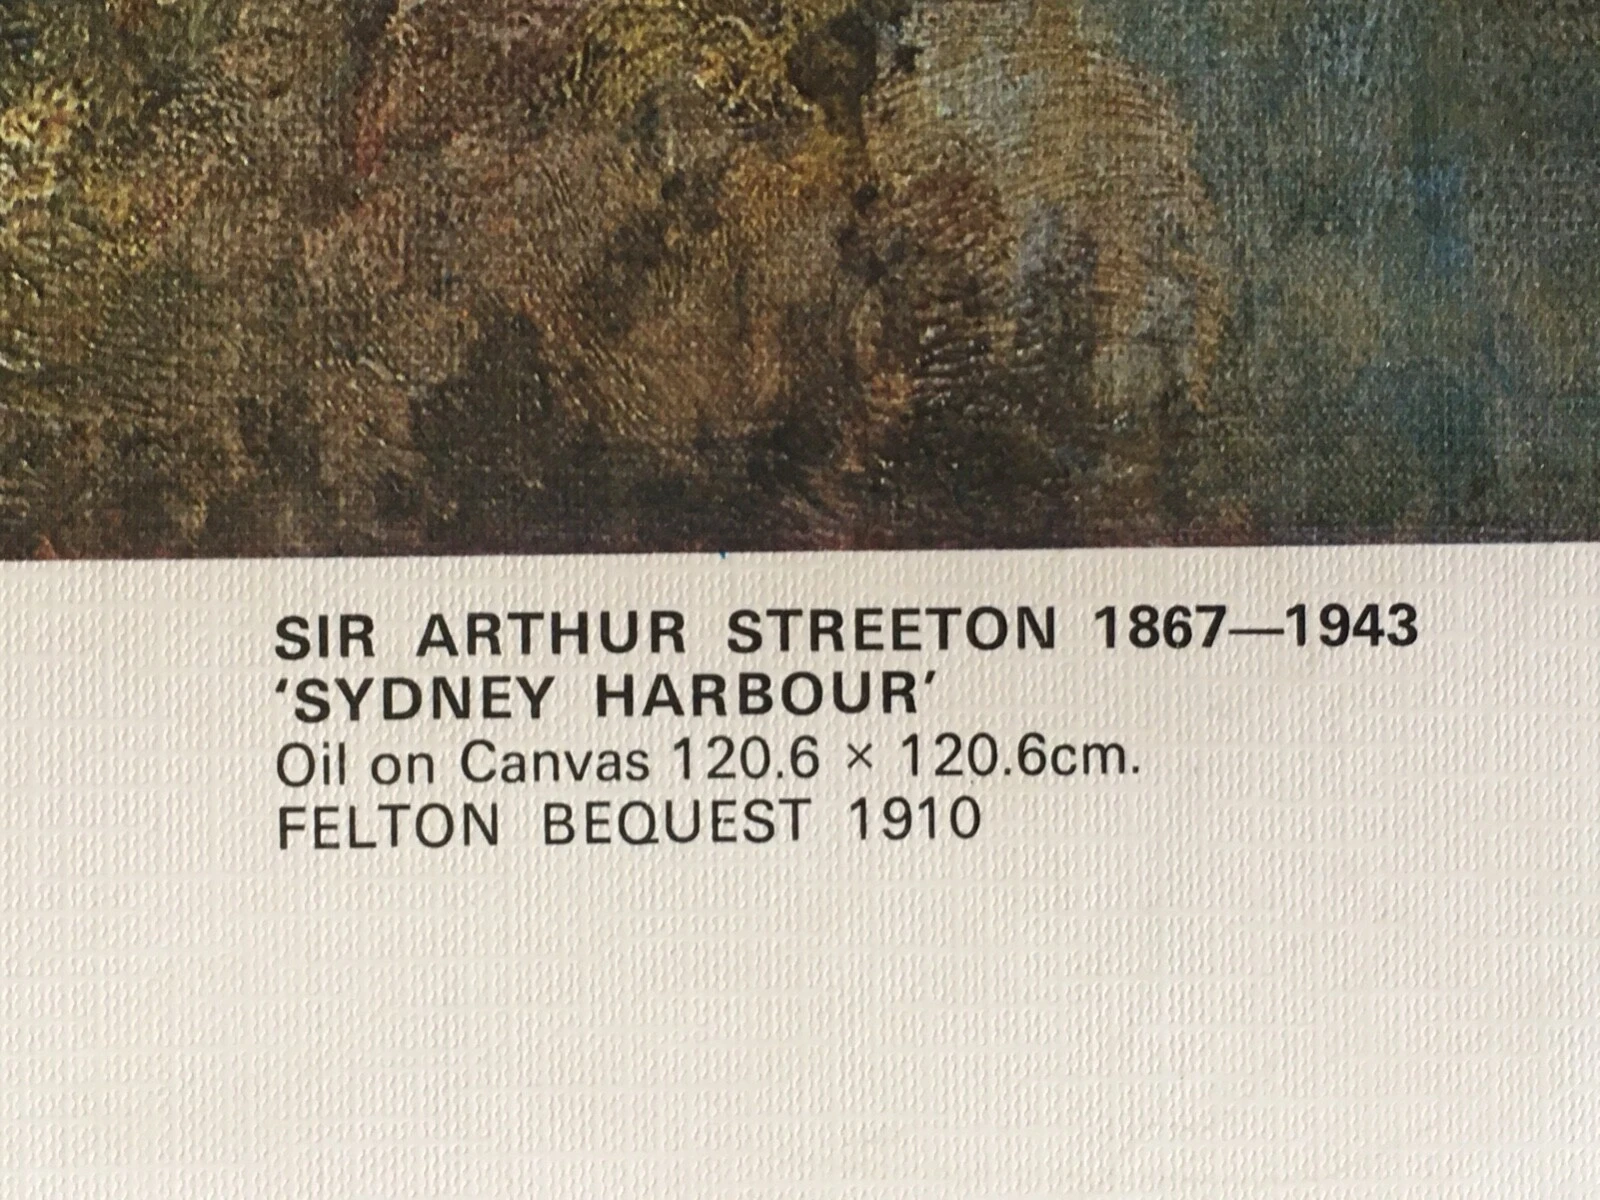 SIR ARTHUR STREETON 1867—1943
‘SYDNEY HARBOUR’
Oil on Canvas 120.6 × 120.6cm.
FELTON BEQUEST 1910